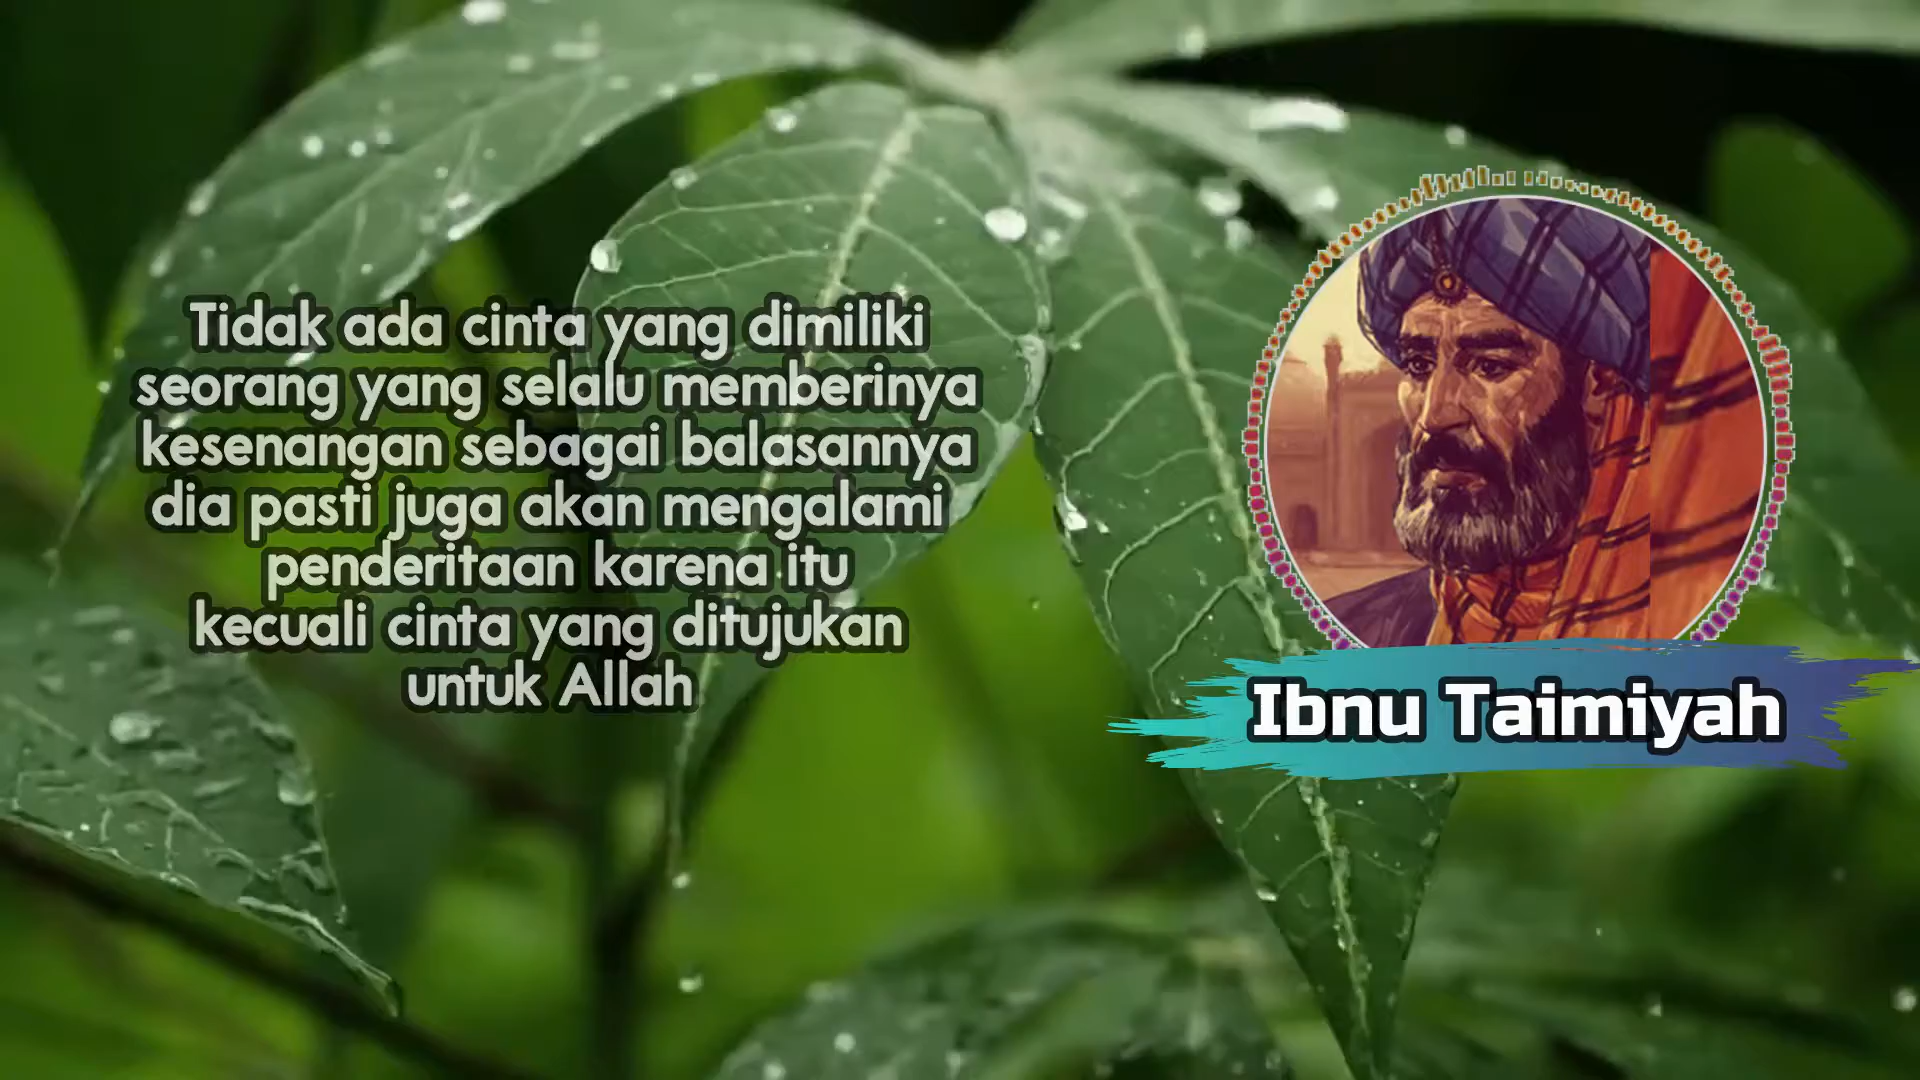 Tidak ada cinta yang dimiliki
seorang yang selalu memberinya
kesenangan sebagai balasannya
dia pasti juga akan mengalami
penderitaan karena itu
kecuali cinta yang ditujukan
untuk Allah
Ibnu Taimiyah